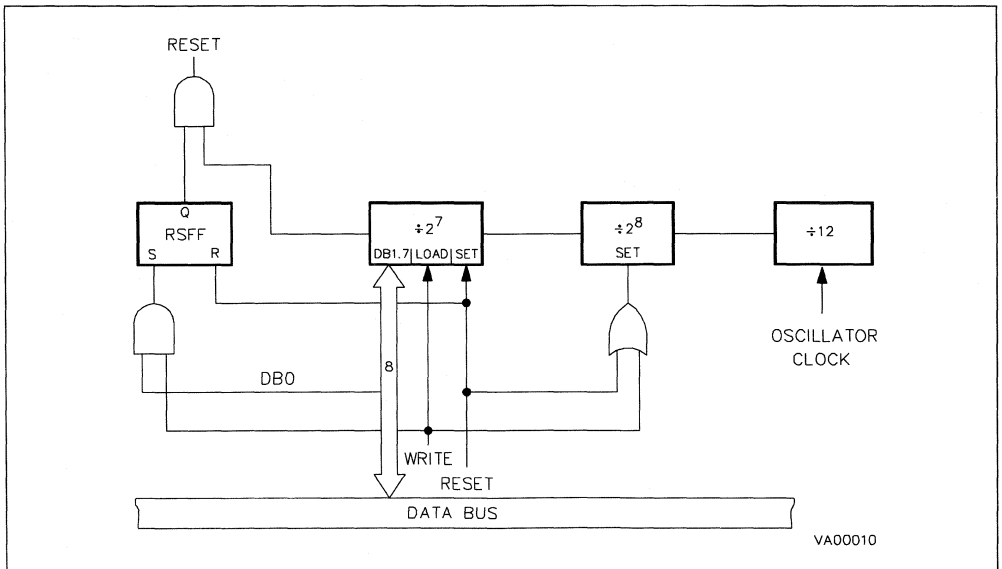 RESET
Q
RSFF
S R
÷2⁷
DB1.7 LOAD SET
÷2⁸
SET
÷12
OSCILLATOR
CLOCK
8
DB0
WRITE
RESET
DATA BUS
VA00010